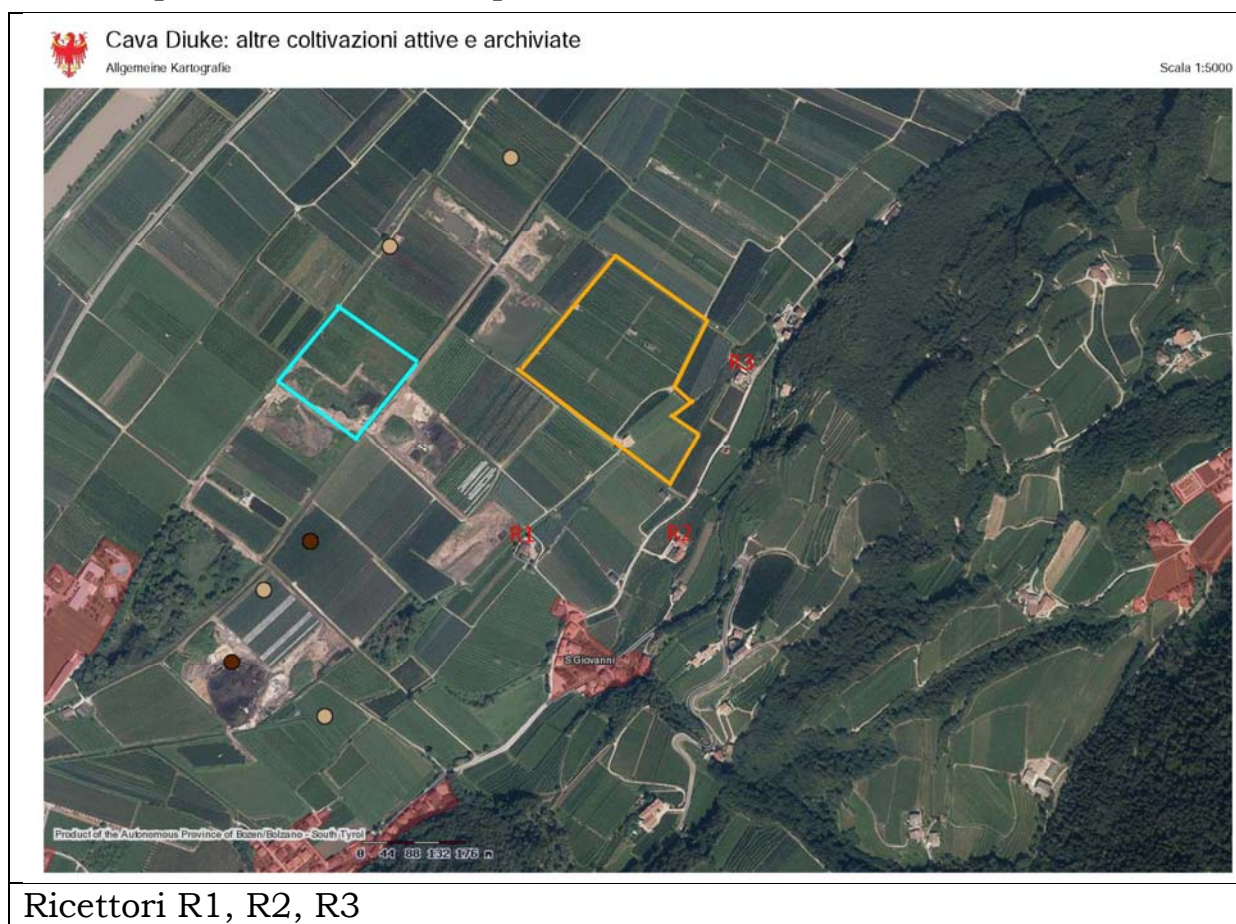 Cava Diuke: altre coltivazioni attive e archiviate
Allgemeine Kartografie
Scala 1:5000
R3
R1
R2
S.Giovanni
Product of the Autonomous Province of Bozen/Bolzano - South Tyrol
0 44 88 132 176 m
Ricettori R1, R2, R3